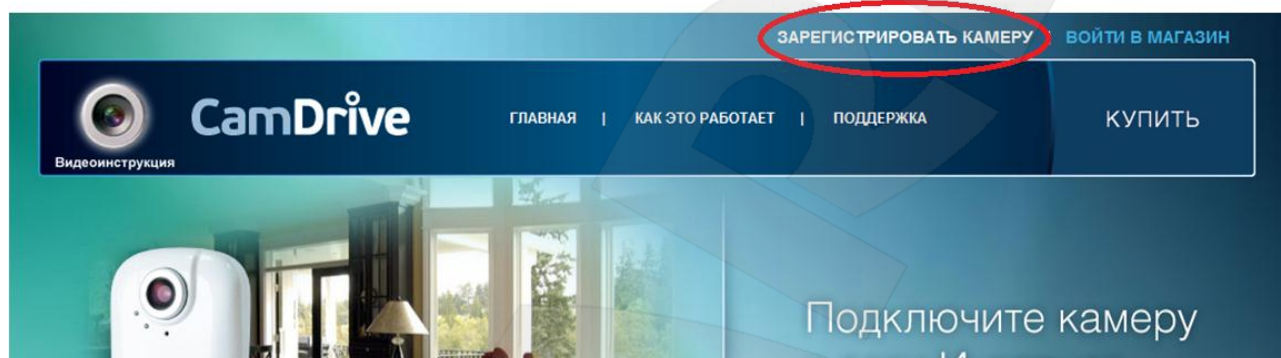 ЗАРЕГИСТРИРОВАТЬ КАМЕРУ | ВОЙТИ В МАГАЗИН
CamDrive ГЛАВНАЯ | КАК ЭТО РАБОТАЕТ | ПОДДЕРЖКА КУПИТЬ
Видеоинструкция
Подключите камеру